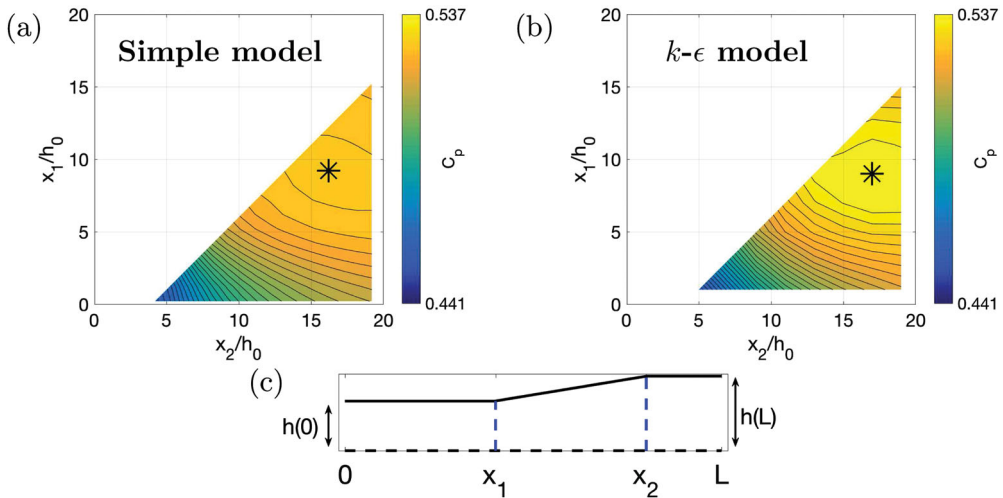 (a)
Simple model
20
15
10
5
0
x₁/h₀
0 5 10 15 20
x₂/h₀
0.537
Cₚ
0.441
(b)
k-ϵ model
20
15
10
5
0
x₁/h₀
0 5 10 15 20
x₂/h₀
0.537
Cₚ
0.441
(c)
h(0)
h(L)
0 x₁ x₂ L